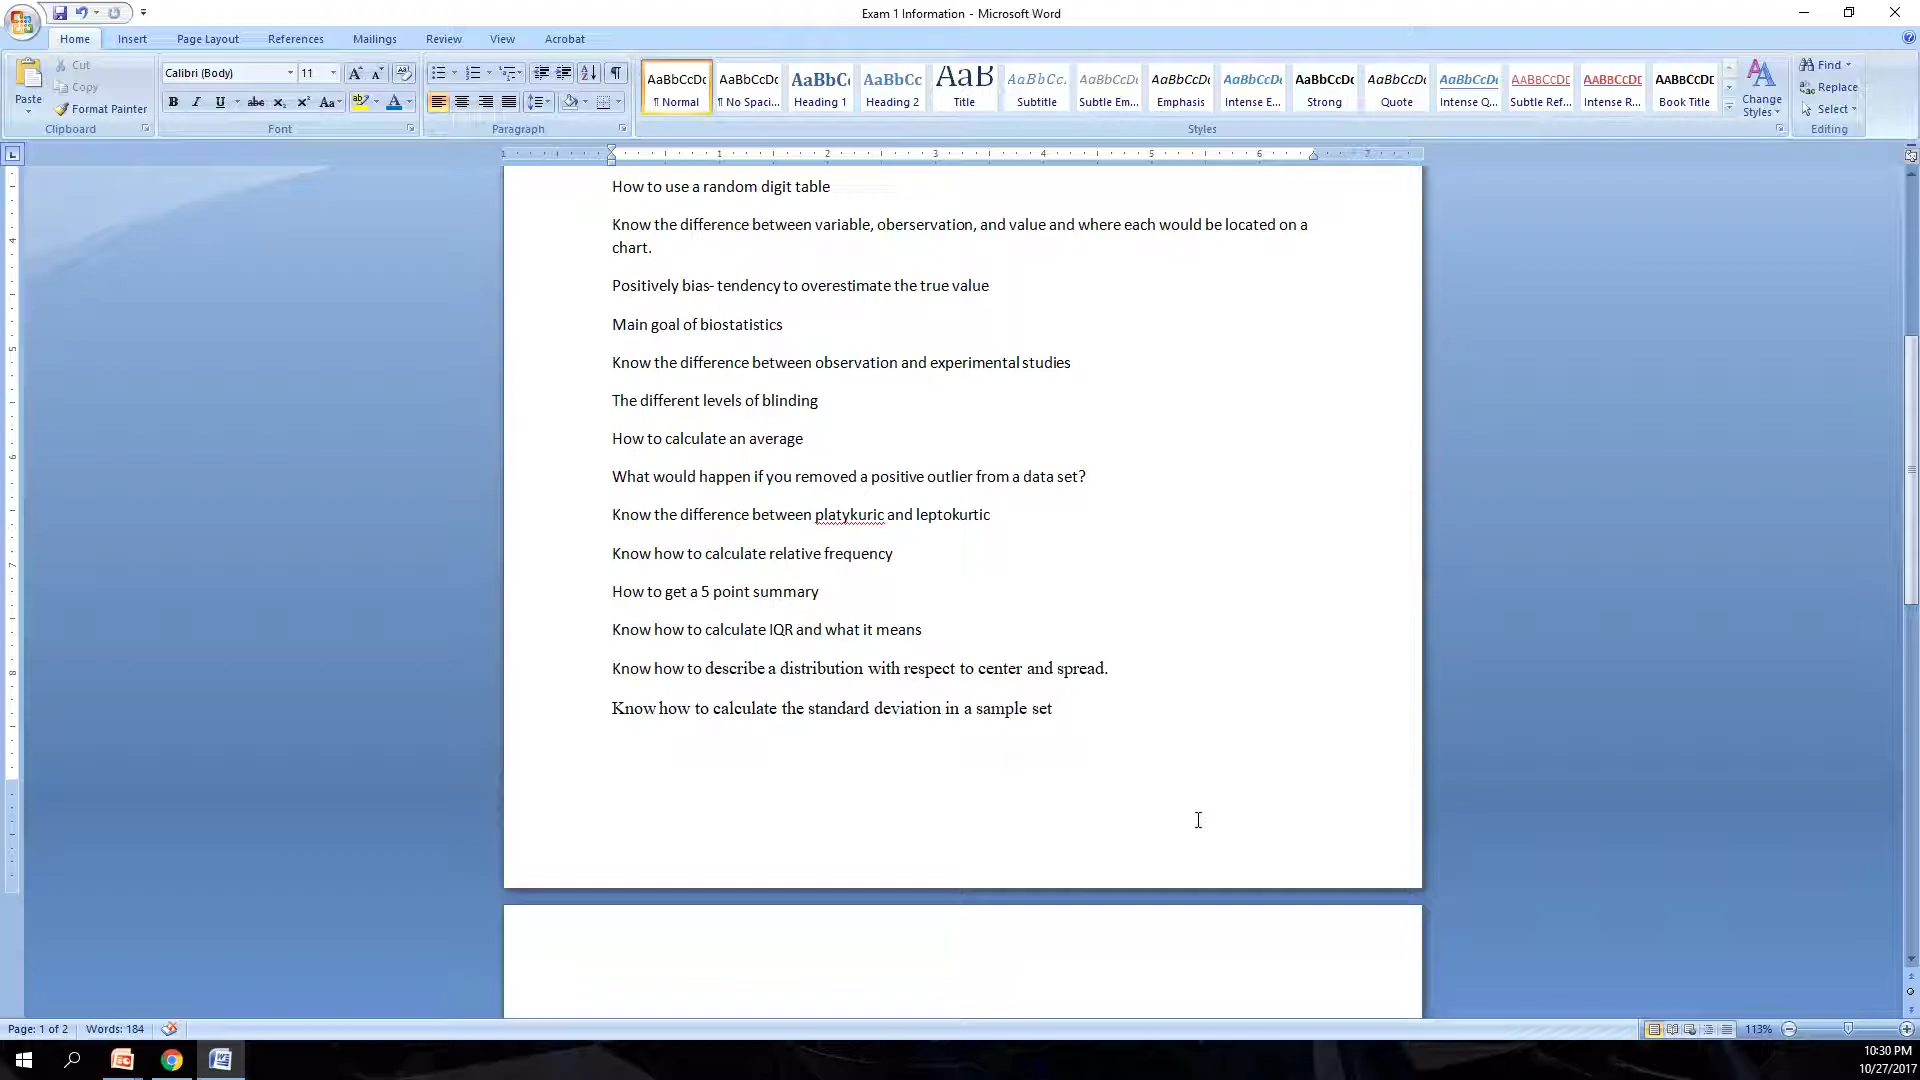 Exam 1 Information - Microsoft Word
Home Insert Page Layout References Mailings Review View Acrobat
Paste
Cut
Copy
Format Painter
Clipboard
Calibri (Body) 11
Font
Paragraph
AaBbCcDc AaBbCcDc AaBbC AaBbCc AaB AaBbCc. AaBbCcDc AaBbCcDc AaBbCcDc AaBbCcDc AaBbCcDc AaBbCcDc AABBCCDE AABBCCDE AABBCCDE
¶ Normal ¶ No Spaci... Heading 1 Heading 2 Title Subtitle Subtle Em... Emphasis Intense E... Strong Quote Intense Q... Subtle Ref... Intense R... Book Title
Change Styles
Styles
Find
Replace
Select
Editing
1 1 2 3 4 5 6 7
How to use a random digit table
Know the difference between variable, oberservation, and value and where each would be located on a
chart.
Positively bias- tendency to overestimate the true value
Main goal of biostatistics
Know the difference between observation and experimental studies
The different levels of blinding
How to calculate an average
What would happen if you removed a positive outlier from a data set?
Know the difference between platykuric and leptokurtic
Know how to calculate relative frequency
How to get a 5 point summary
Know how to calculate IQR and what it means
Know how to describe a distribution with respect to center and spread.
Know how to calculate the standard deviation in a sample set
Page: 1 of 2 Words: 184
113%
10:30 PM
10/27/2017